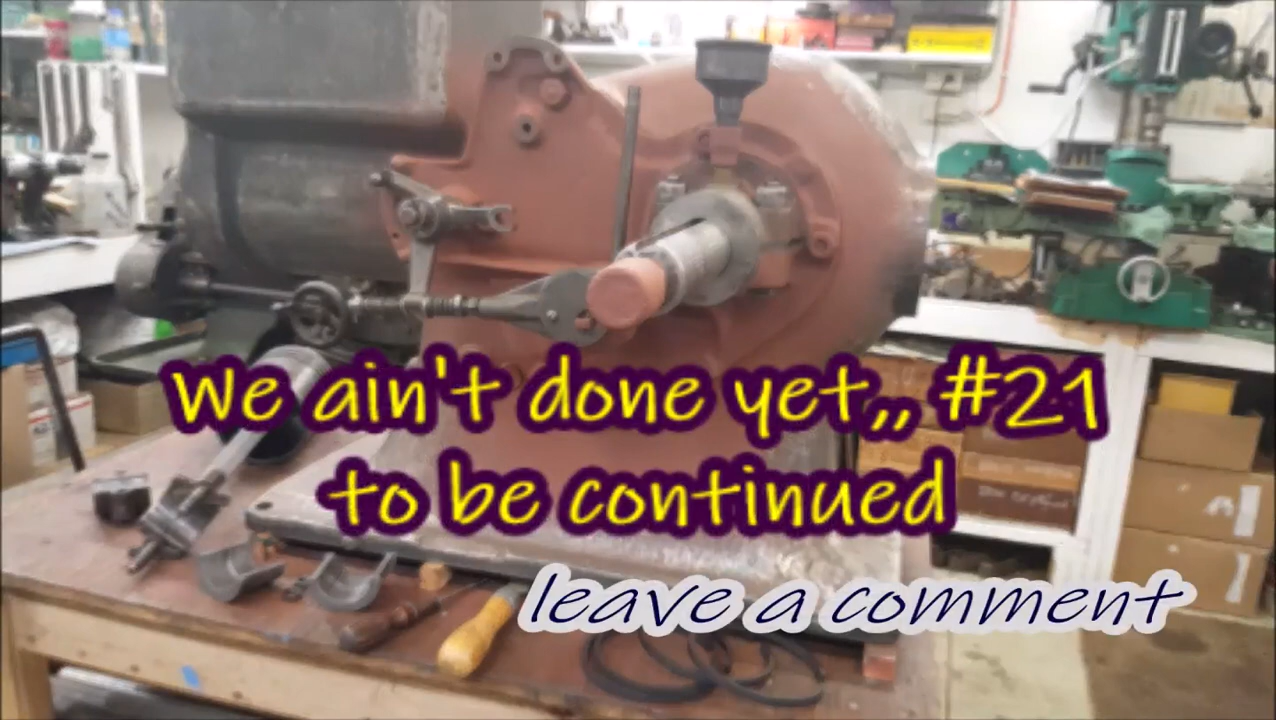 We ain't done yet,, #21
to be continued
leave a comment